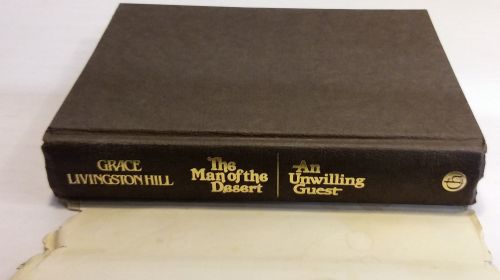 GRACE
LIVINGSTON HILL
The
Man of the
Desert
An
Unwilling
Guest